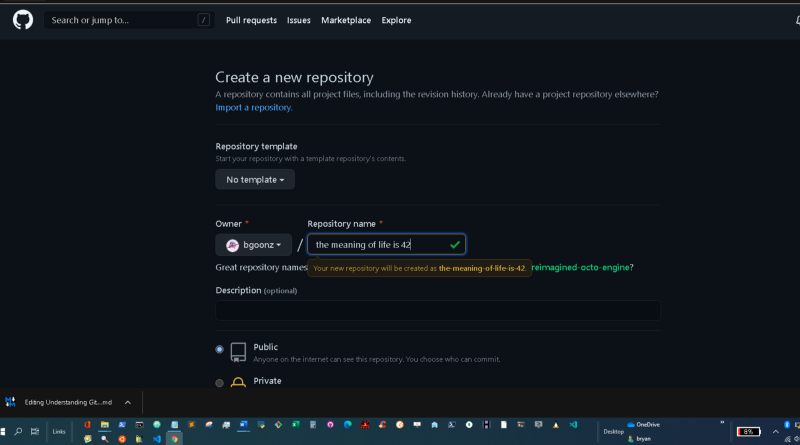 Search or jump to...
/
Pull requests Issues Marketplace Explore
Create a new repository
A repository contains all project files, including the revision history. Already have a project repository elsewhere?
Import a repository.
Repository template
Start your repository with a template repository's contents.
No template
Owner * Repository name *
bgoonz / the meaning of life is 42
Great repository names
Your new repository will be created as the-meaning-of-life-is-42.
reimagined-octo-engine?
Description (optional)
Public
Anyone on the internet can see this repository. You choose who can commit.
Private
Editing Understanding Git....md
Links
Desktop
OneDrive
bryan
8%